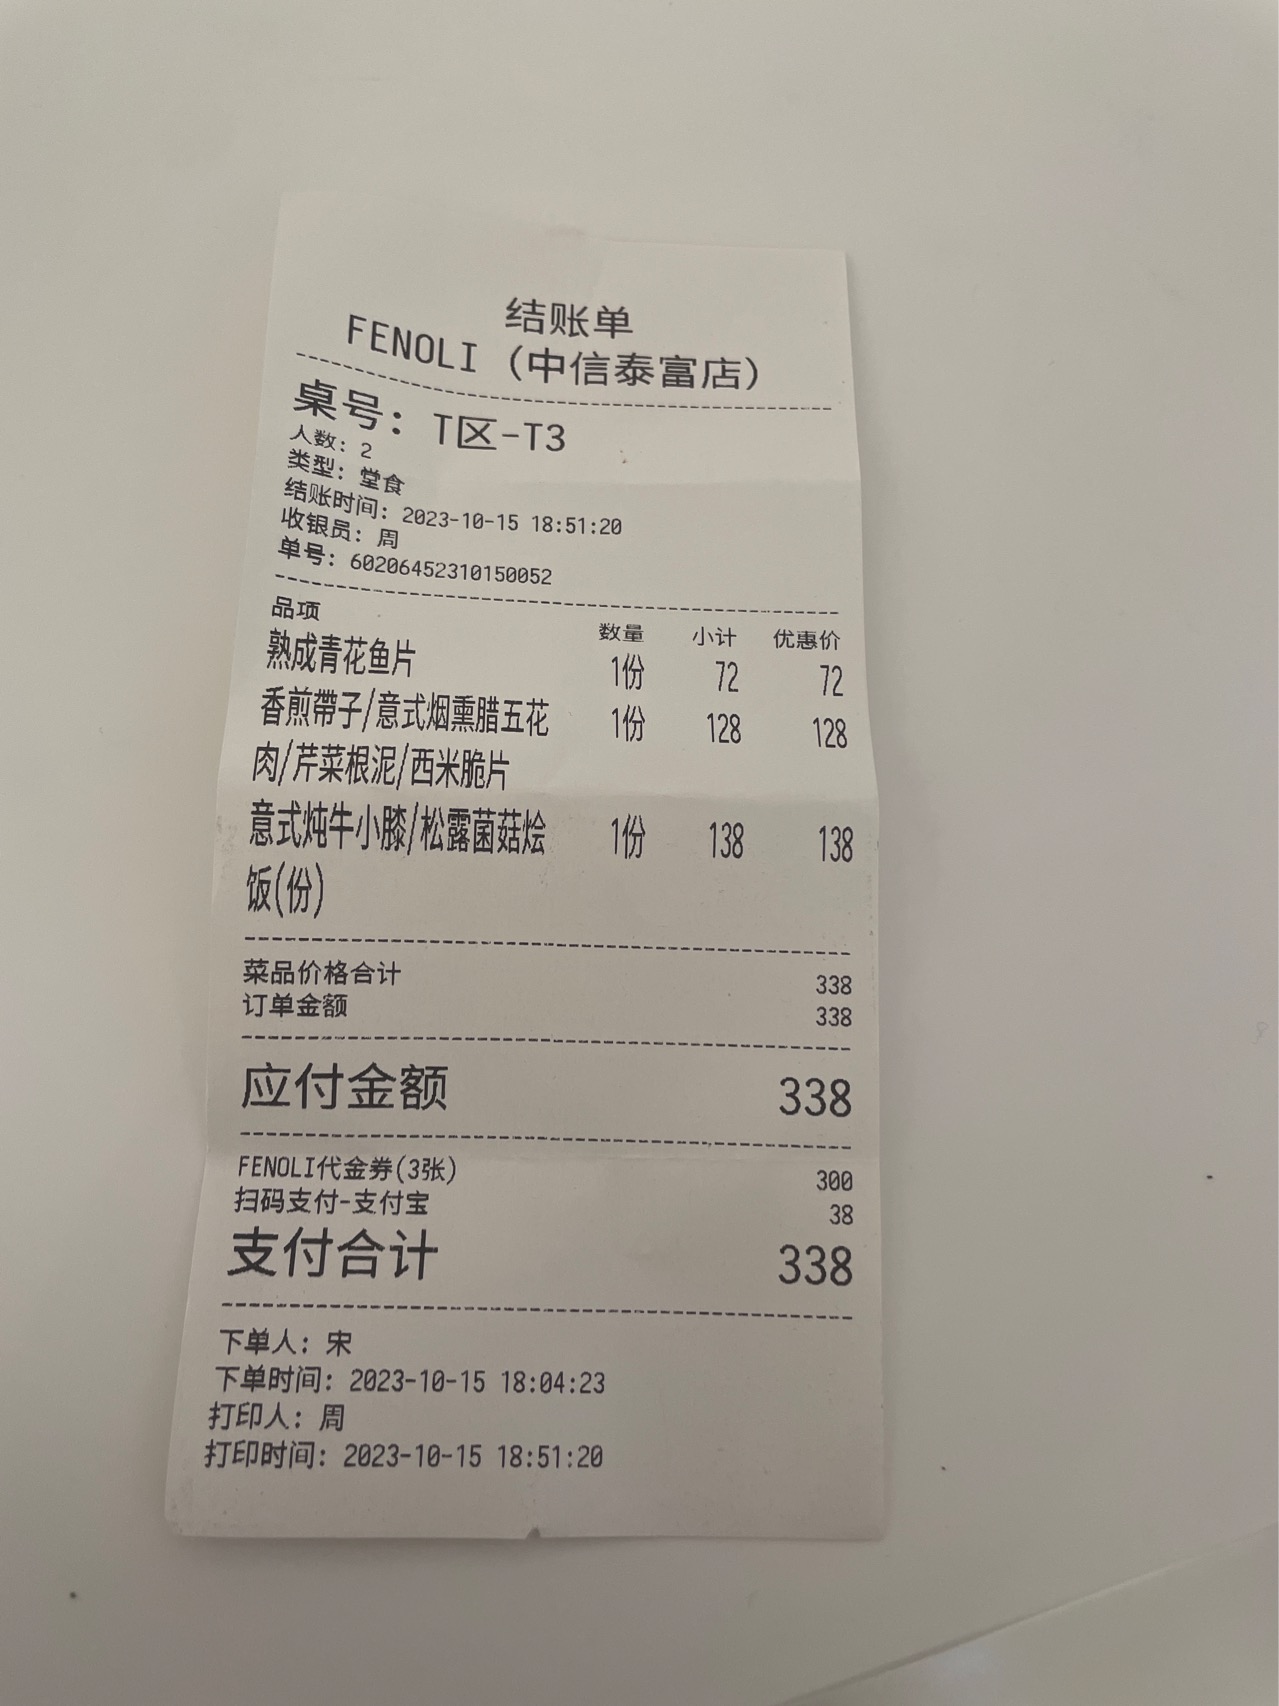 结账单
FENOLI (中信泰富店)
桌号: T区-T3
人数: 2
类型: 堂食
结账时间: 2023-10-15 18:51:20
收银员: 周
单号: 60206452310150052
品项 数量 小计 优惠价
熟成青花鱼片 1份 72 72
香煎带子/意式烟熏腊五花 1份 128 128
肉/芹菜根泥/西米脆片
意式炖牛小膝/松露菌菇烩 1份 138 138
饭(份)
菜品价格合计 338
订单金额 338
应付金额 338
FENOLI代金券(3张) 300
扫码支付-支付宝 38
支付合计 338
下单人: 宋
下单时间: 2023-10-15 18:04:23
打印人: 周
打印时间: 2023-10-15 18:51:20